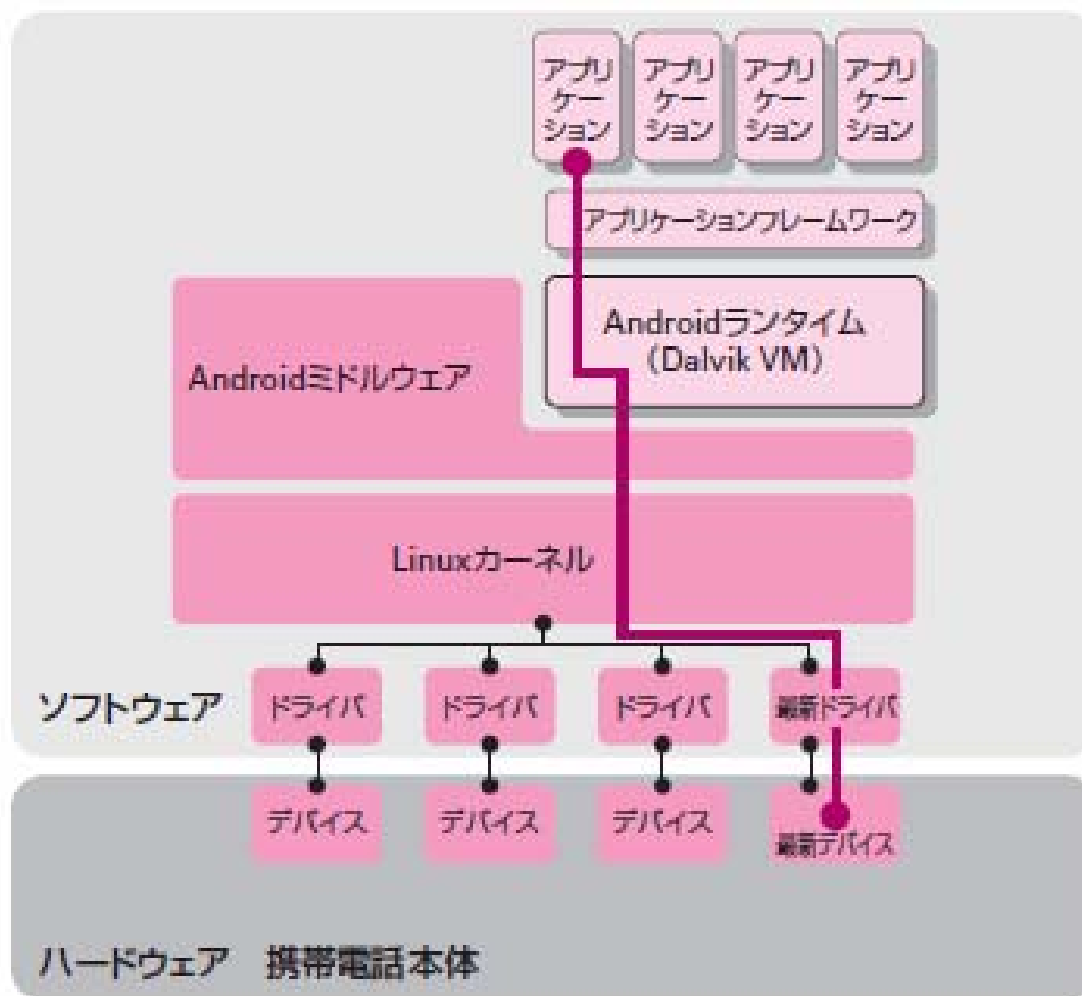 アプリ
ケー
ション
アプリ
ケー
ション
アプリ
ケー
ション
アプリ
ケー
ション
アプリケーションフレームワーク
Androidランタイム
（Dalvik VM）
Androidミドルウェア
Linuxカーネル
ソフトウェア
ドライバ
ドライバ
ドライバ
最新ドライバ
デバイス
デバイス
デバイス
最新デバイス
ハードウェア　携帯電話本体